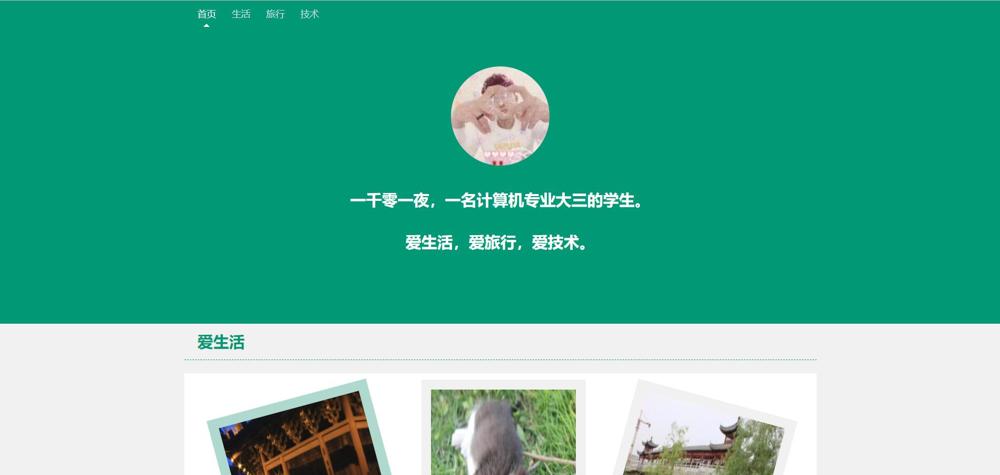 首页 生活 旅行 技术
一千零一夜，一名计算机专业大三的学生。
爱生活，爱旅行，爱技术。
爱生活